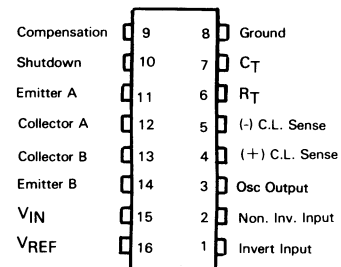 Compensation 9 8 Ground
Shutdown 10 7 CT
Emitter A 11 6 RT
Collector A 12 5 (-) C.L. Sense
Collector B 13 4 (+) C.L. Sense
Emitter B 14 3 Osc Output
VIN 15 2 Non. Inv. Input
VREF 16 1 Invert Input